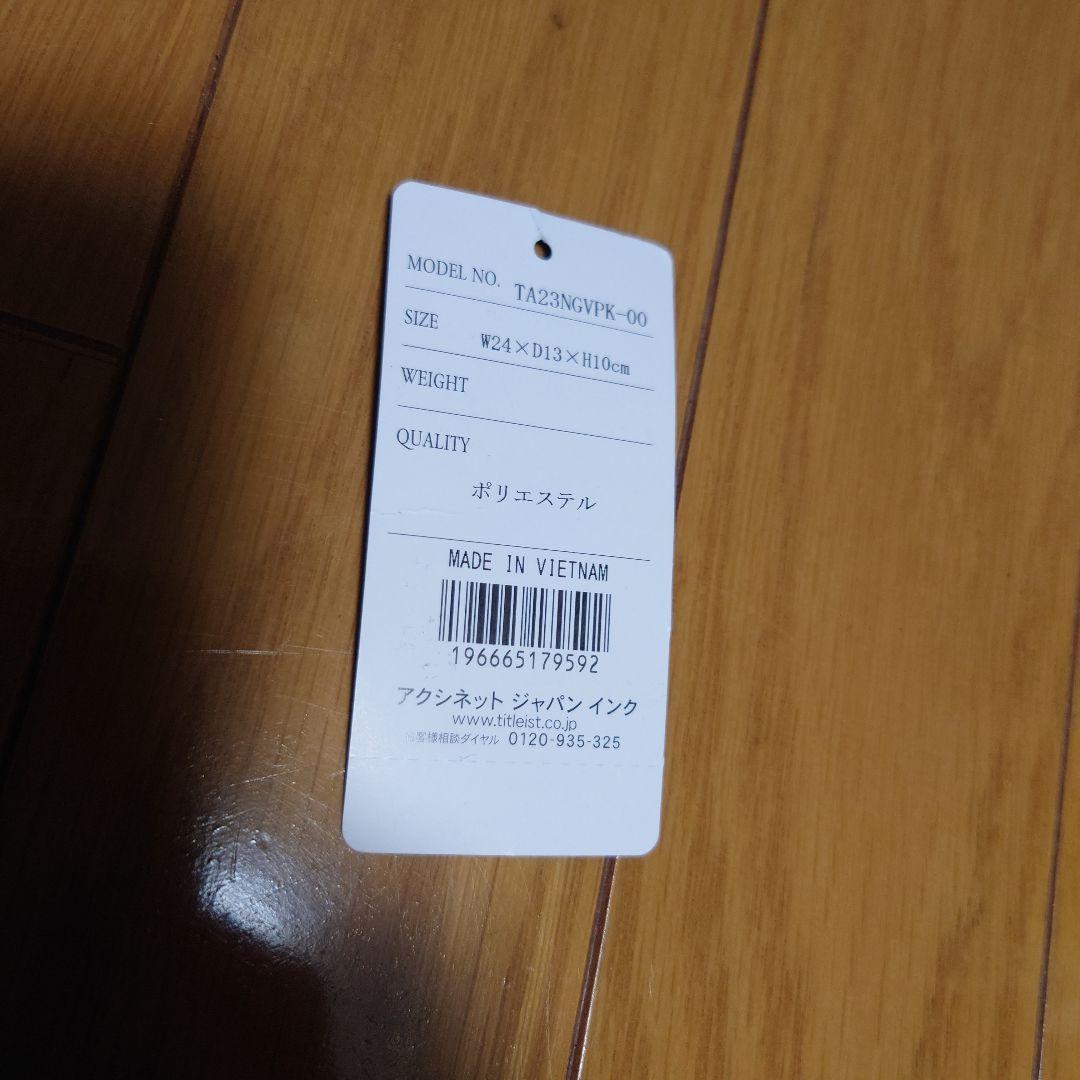 MODEL NO. TA23NGVPK-00
SIZE W24×D13×H10cm
WEIGHT
QUALITY
ポリエステル
MADE IN VIETNAM
196665179592
アクシネット ジャパン インク
www.titleist.co.jp
客様相談ダイヤル 0120-935-325